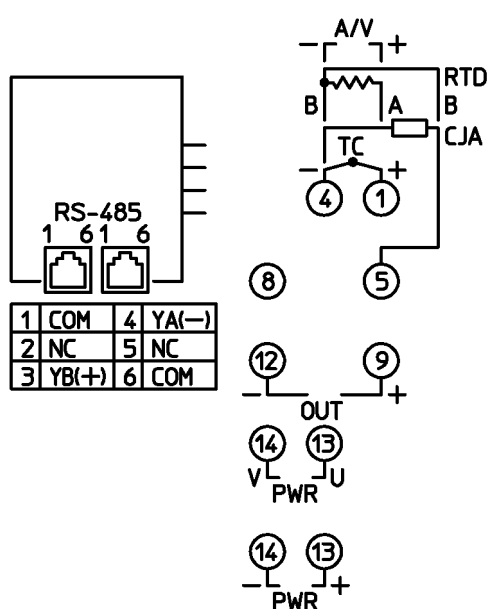 A/V
− +
RTD
B A B
CJA
TC
− +
4 1
RS-485
1 6 1 6
8 5
1 COM 4 YA(−)
2 NC 5 NC
3 YB(+) 6 COM
12 9
− +
OUT
14 13
V U
PWR
14 13
− +
PWR